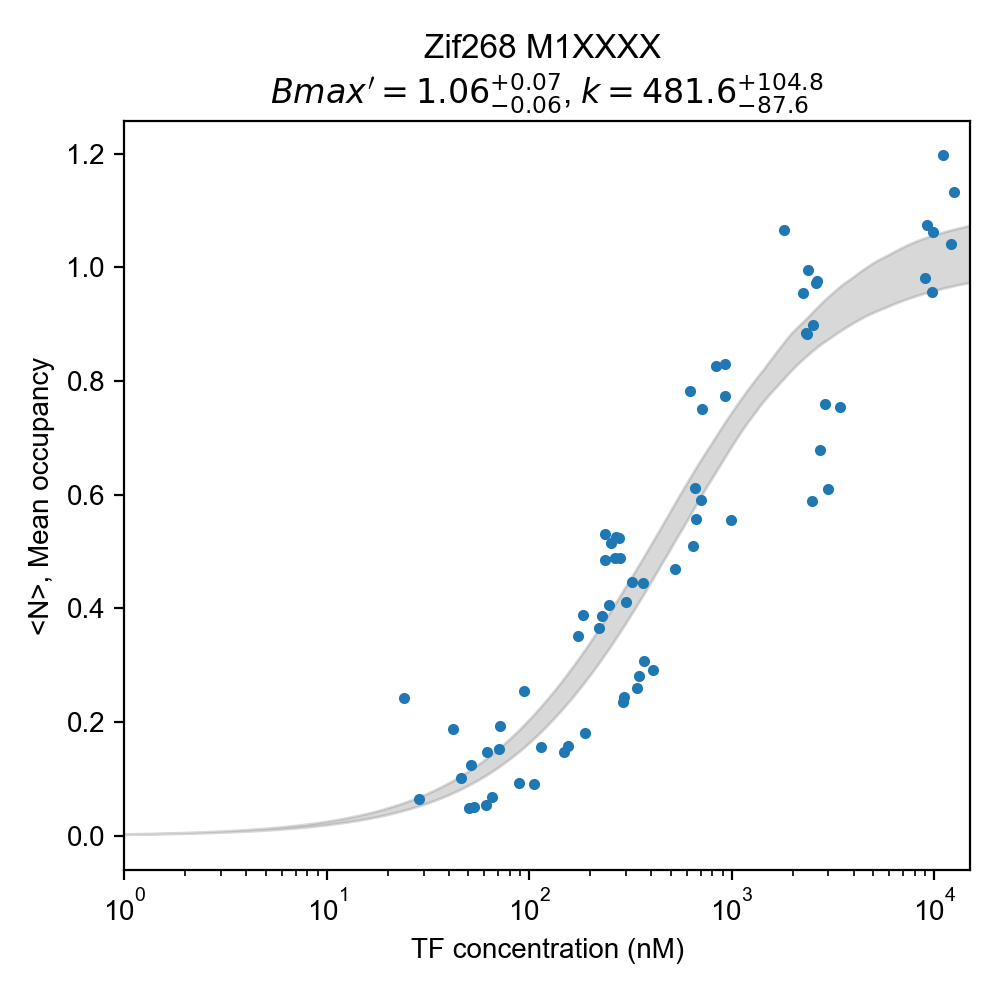 Zif268 M1XXXX
Bmax′ = 1.06 +0.07 −0.06, k = 481.6 +104.8 −87.6
<N>, Mean occupancy
1.2
1.0
0.8
0.6
0.4
0.2
0.0
10^0 10^1 10^2 10^3 10^4
TF concentration (nM)